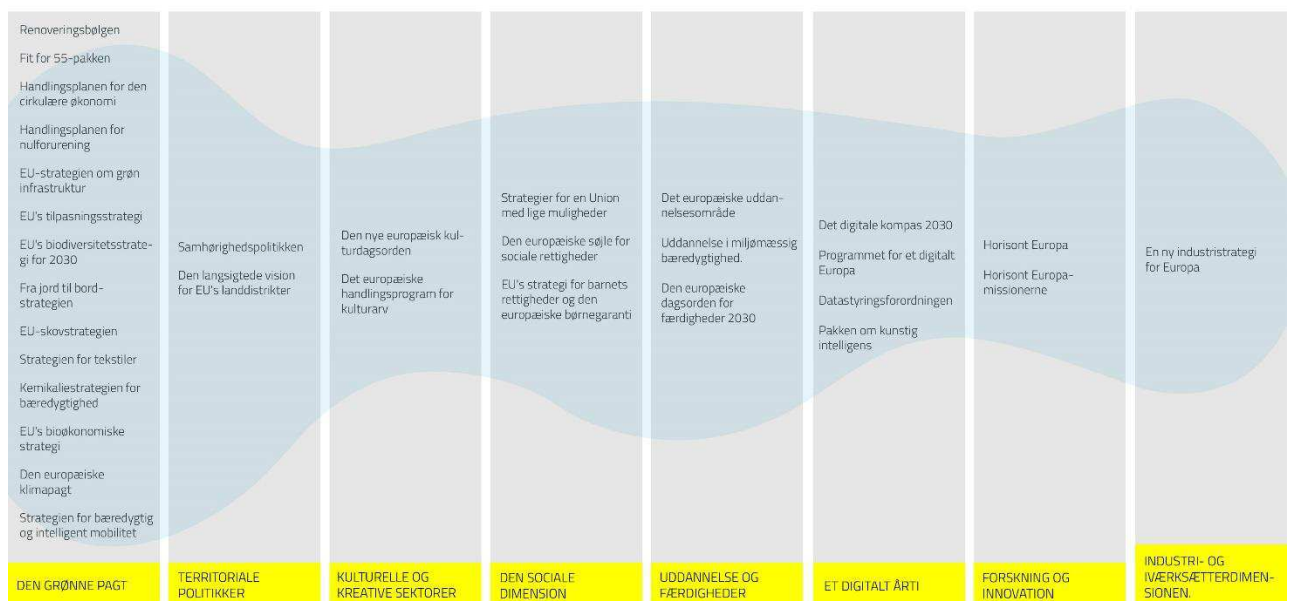 Renoveringsbølgen
Fit for 55-pakken
Handlingsplanen for den
cirkulære økonomi
Handlingsplanen for
nulforurening
EU-strategien om grøn
infrastruktur
EU's tilpasningsstrategi
EU's biodiversitetsstrate-
gi for 2030
Fra jord til bord-
strategien
EU-skovstrategien
Strategien for tekstiler
Kemikaliestrategien for
bæredygtighed
EU's bioøkonomiske
strategi
Den europæiske
klimapagt
Strategien for bæredygtig
og intelligent mobilitet
DEN GRØNNE PAGT
Samhørighedspolitikken
Den langsigtede vision
for EU's landdistrikter
TERRITORIALE
POLITIKKER
Den nye europæisk kul-
turdagsorden
Det europæiske
handlingsprogram for
kulturarv
KULTURELLE OG
KREATIVE SEKTORER
Strategier for en Union
med lige muligheder
Den europæiske søjle for
sociale rettigheder
EU's strategi for barnets
rettigheder og den
europæiske børnegaranti
DEN SOCIALE
DIMENSION
Det europæiske uddan-
nelsesområde
Uddannelse i miljømæssig
bæredygtighed.
Den europæiske
dagsorden for
færdigheder 2030
UDDANNELSE OG
FÆRDIGHEDER
Det digitale kompas 2030
Programmet for et digitalt
Europa
Datastyringsforordningen
Pakken om kunstig
intelligens
ET DIGITALT ÅRTI
Horisont Europa
Horisont Europa-
missionerne
FORSKNING OG
INNOVATION
En ny industristrategi
for Europa
INDUSTRI- OG
IVÆRKSÆTTERDIMEN-
SIONEN.